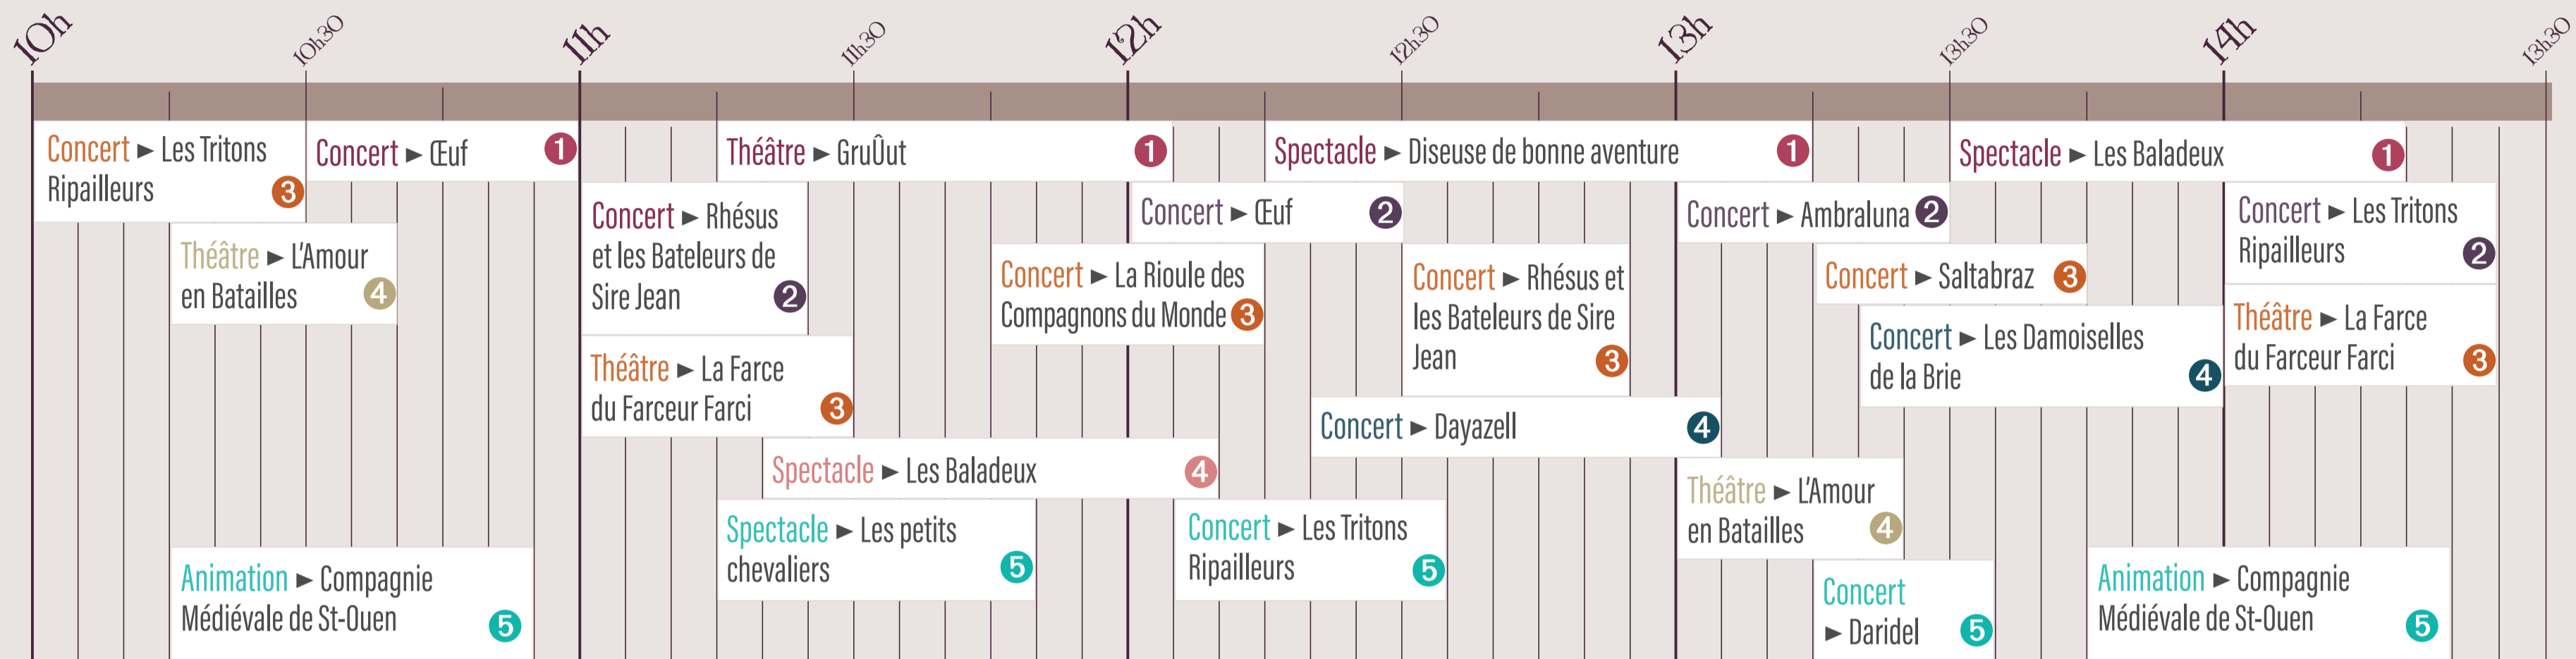 10h
10h30
11h
11h30
12h
12h30
13h
13h30
14h
13h30
Concert ► Les Tritons
Ripailleurs
3
Concert ► Œuf 1
Théâtre ► GruÛut 1
Spectacle ► Diseuse de bonne aventure 1
Spectacle ► Les Baladeux 1
Théâtre ► L'Amour
en Batailles 4
Concert ► Rhésus
et les Bateleurs de
Sire Jean 2
Concert ► Œuf 2
Concert ► Ambraluna 2
Concert ► Les Tritons
Ripailleurs 2
Concert ► La Rioule des
Compagnons du Monde 3
Concert ► Rhésus et
les Bateleurs de Sire
Jean 3
Concert ► Saltabraz 3
Théâtre ► La Farce
du Farceur Farci 3
Concert ► Les Damoiselles
de la Brie 4
Théâtre ► La Farce
du Farceur Farci 3
Concert ► Dayazell 4
Spectacle ► Les Baladeux 4
Théâtre ► L'Amour
en Batailles 4
Spectacle ► Les petits
chevaliers 5
Concert ► Les Tritons
Ripailleurs 5
Animation ► Compagnie
Médiévale de St-Ouen 5
Concert
► Daridel 5
Animation ► Compagnie
Médiévale de St-Ouen 5